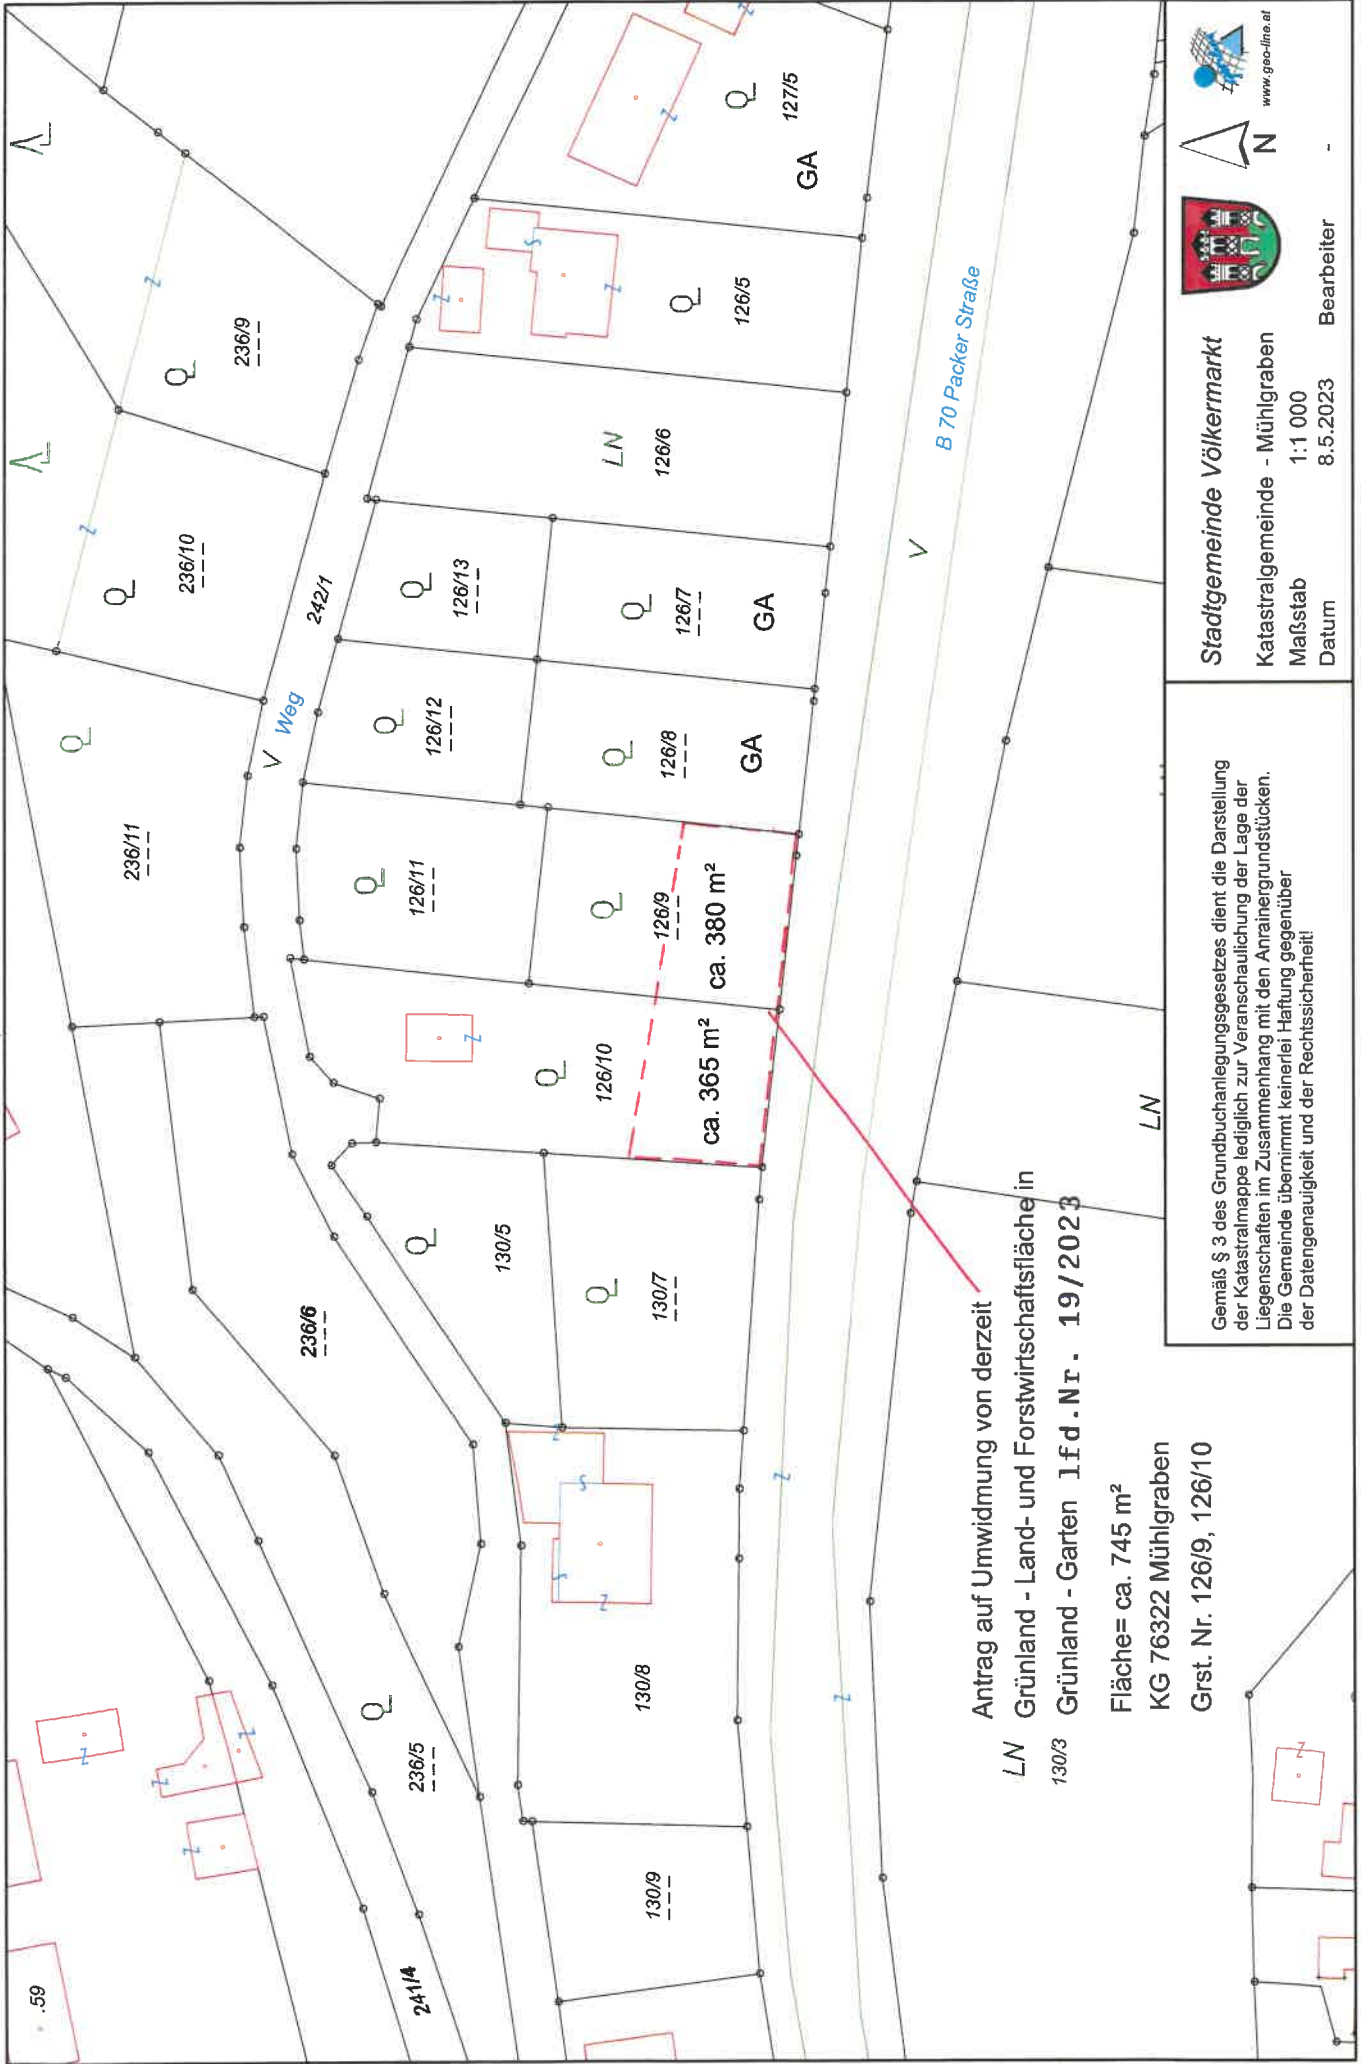 .59
241/4
236/5
236/6
236/11
236/10
236/9
242/1
Weg
V
130/9
130/8
130/5
130/7
126/10
126/11
126/9
126/12
126/8
GA
126/13
126/7
GA
LN
126/6
126/5
127/5
GA
ca. 365 m²
ca. 380 m²
V
B 70 Packer Straße
LN
LN
130/3
Antrag auf Umwidmung von derzeit
Grünland - Land- und Forstwirtschaftsfläche in
Grünland - Garten lfd.Nr. 19/2023
Fläche= ca. 745 m²
KG 76322 Mühlgraben
Grst. Nr. 126/9, 126/10
Gemäß § 3 des Grundbuchanlegungsgesetzes dient die Darstellung
der Katastralmappe lediglich zur Veranschaulichung der Lage der
Liegenschaften im Zusammenhang mit den Anrainergrundstücken.
Die Gemeinde übernimmt keinerlei Haftung gegenüber
der Datengenauigkeit und der Rechtssicherheit!
Stadtgemeinde Völkermarkt
Katastralgemeinde - Mühlgraben
Maßstab 1:1 000
Datum 8.5.2023 Bearbeiter -
N
www.geo-line.at